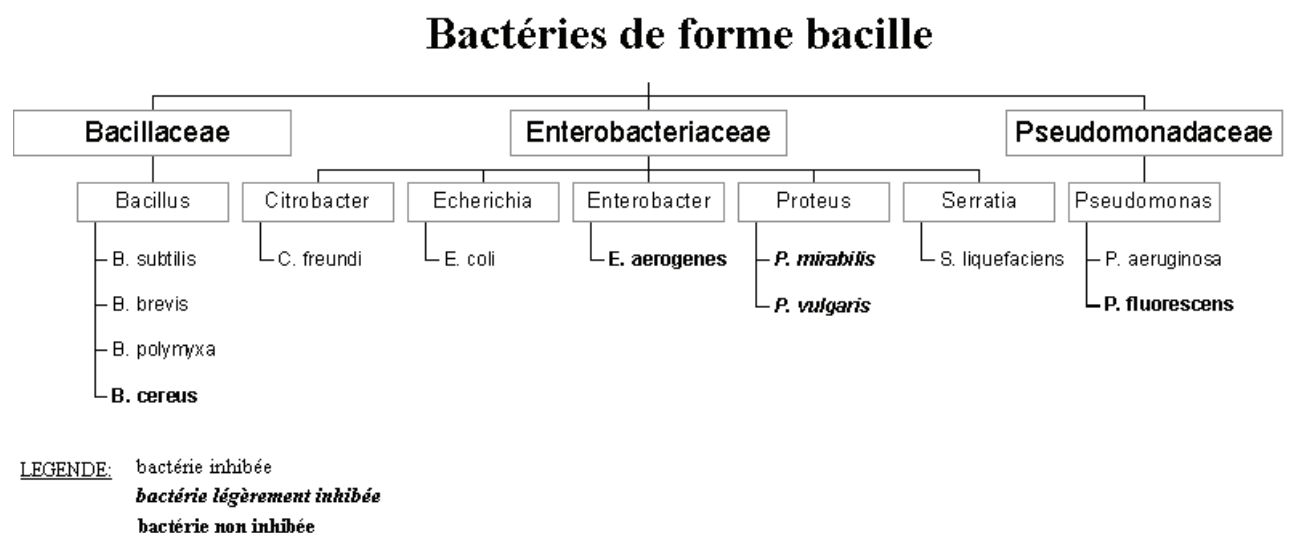 Bactéries de forme bacille
Bacillaceae Enterobacteriaceae Pseudomonadaceae
Bacillus Citrobacter Echerichia Enterobacter Proteus Serratia Pseudomonas
B. subtilis C. freundi E. coli E. aerogenes P. mirabilis S. liquefaciens P. aeruginosa
B. brevis P. vulgaris P. fluorescens
B. polymyxa
B. cereus
LEGENDE: bactérie inhibée
bactérie légèrement inhibée
bactérie non inhibée